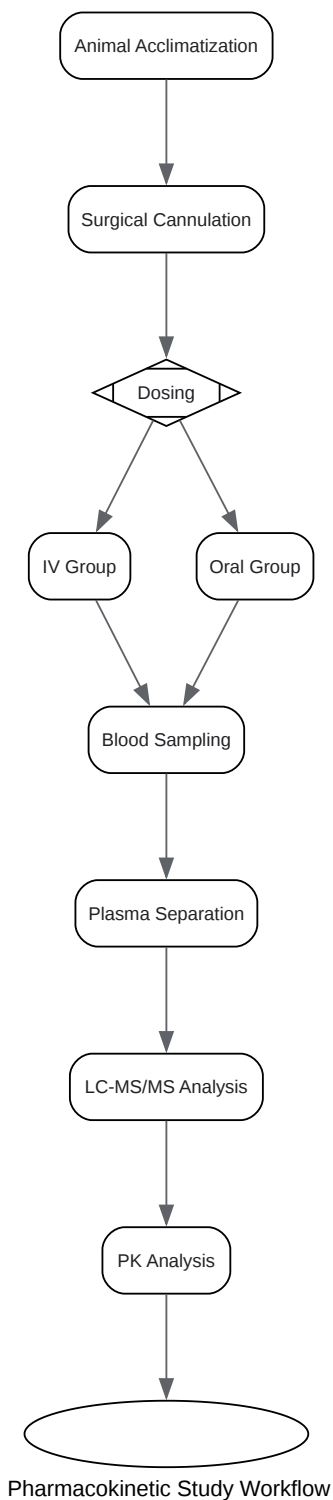 Animal Acclimatization
Surgical Cannulation
Dosing
IV Group
Oral Group
Blood Sampling
Plasma Separation
LC-MS/MS Analysis
PK Analysis
Pharmacokinetic Study Workflow